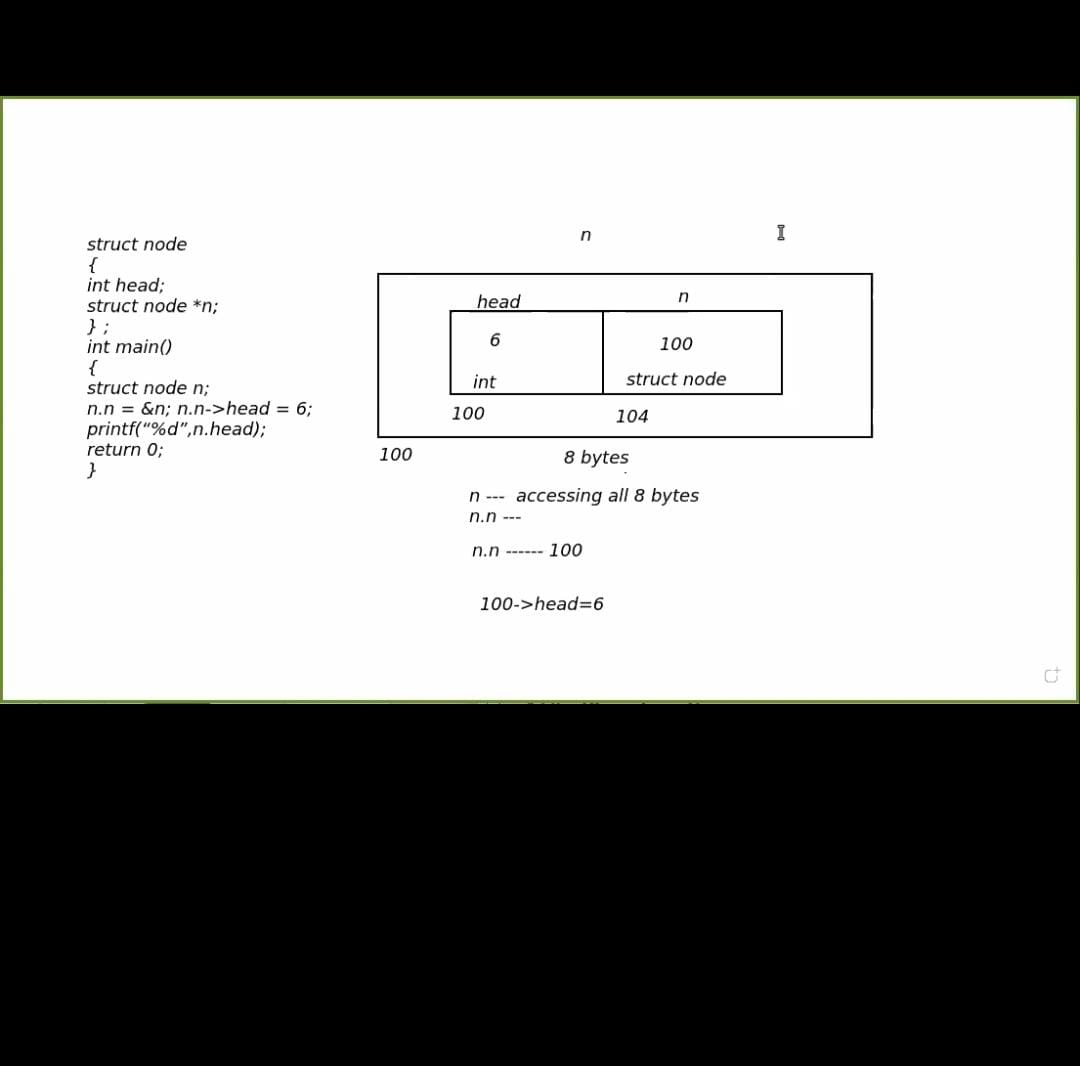 struct node
{
int head;
struct node *n;
} ;
int main()
{
struct node n;
n.n = &n; n.n->head = 6;
printf(“%d”,n.head);
return 0;
}
n
head n
6 100
int struct node
100 104
100 8 bytes
n --- accessing all 8 bytes
n.n ---
n.n ------ 100
100->head=6